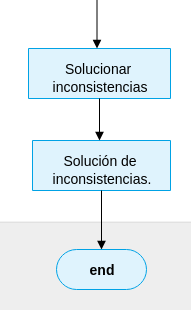 Solucionar
inconsistencias
Solución de
inconsistencias.
end